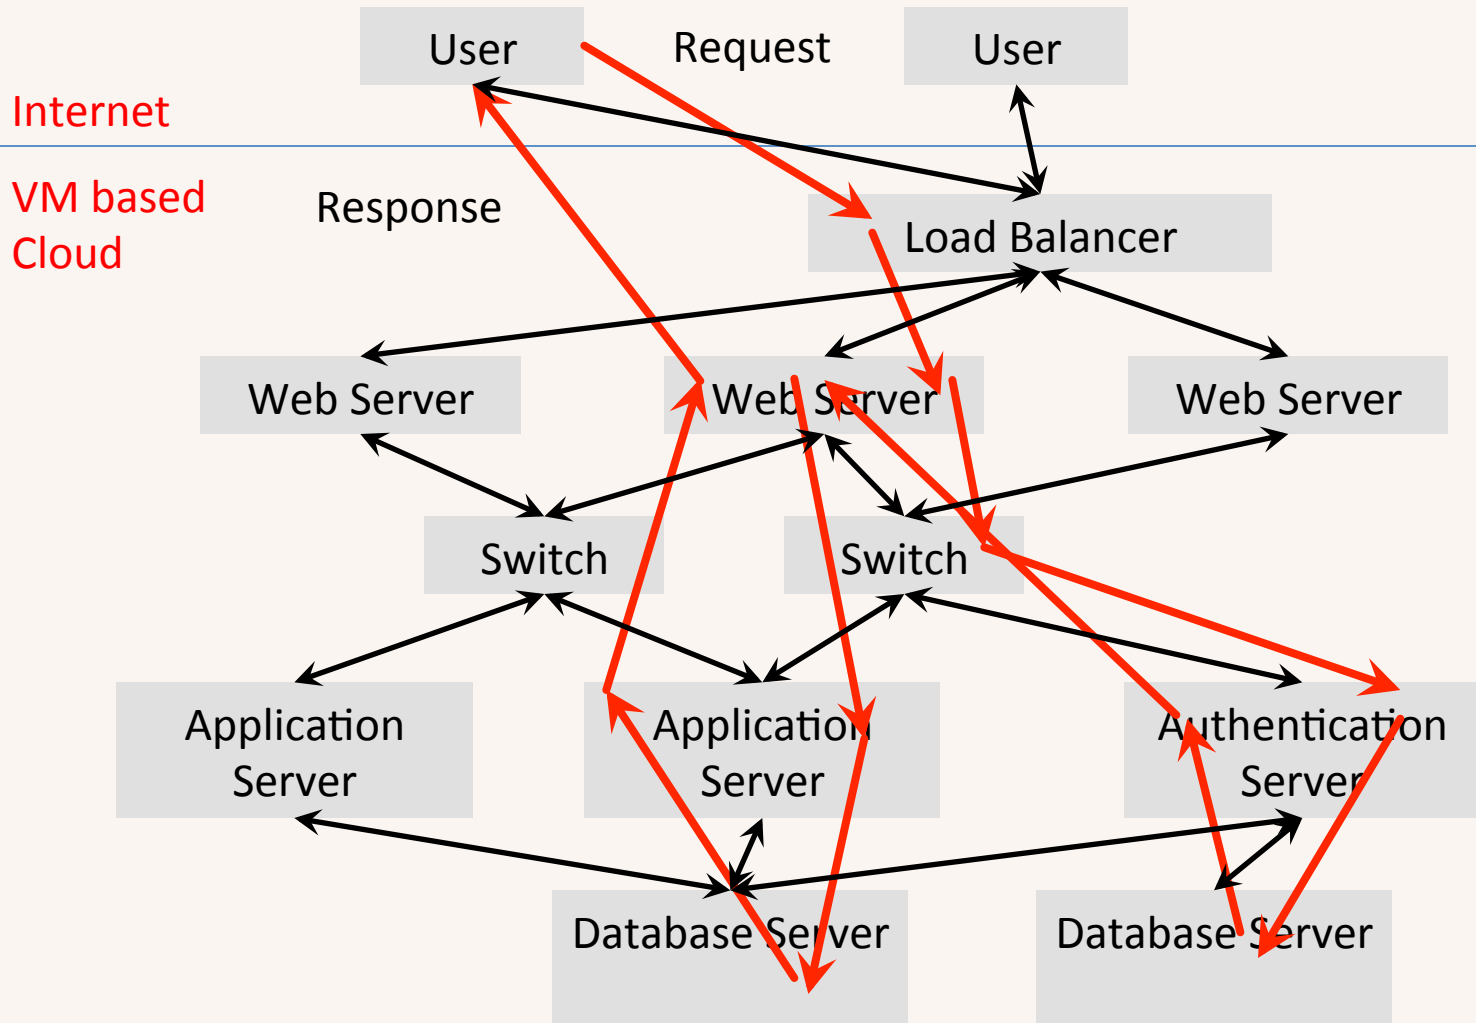 User
Request
User
Internet
VM based
Cloud
Response
Load Balancer
Web Server
Web Server
Web Server
Switch
Switch
Application
Server
Application
Server
Authentication
Server
Database Server
Database Server